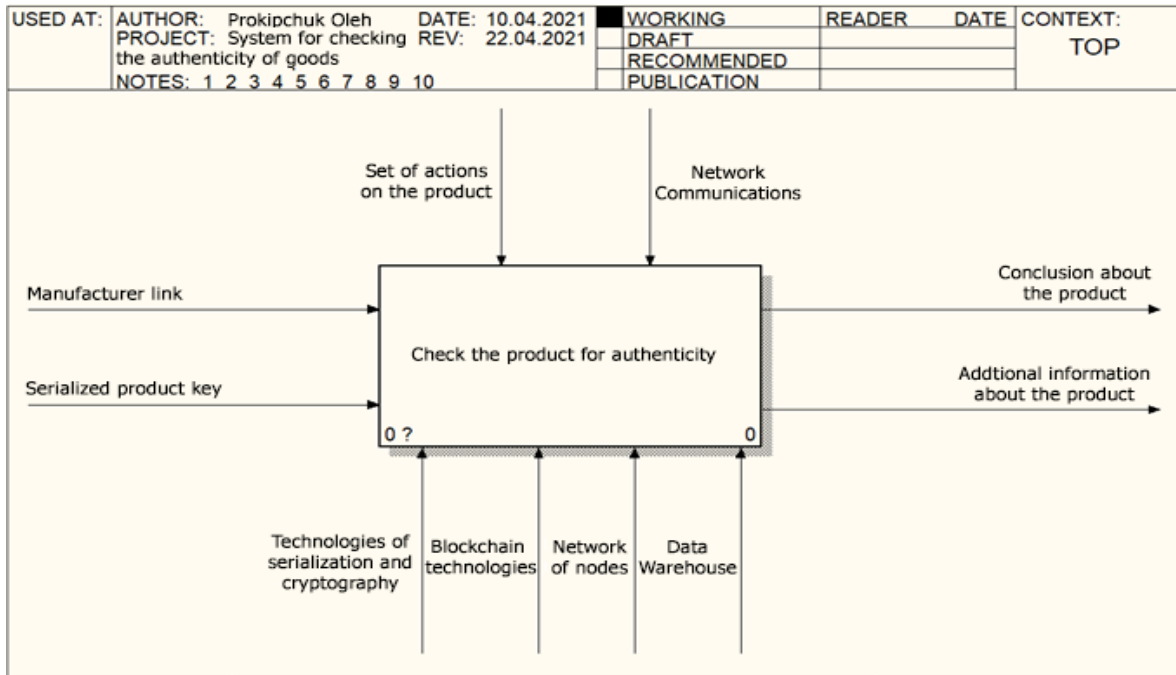 USED AT:
AUTHOR: Prokipchuk Oleh DATE: 10.04.2021
PROJECT: System for checking REV: 22.04.2021
the authenticity of goods
NOTES: 1 2 3 4 5 6 7 8 9 10
WORKING
DRAFT
RECOMMENDED
PUBLICATION
READER DATE
CONTEXT:
TOP
Set of actions
on the product
Network
Communications
Manufacturer link
Serialized product key
Check the product for authenticity
0 ?
0
Conclusion about
the product
Addtional information
about the product
Technologies of
serialization and
cryptography
Blockchain
technologies
Network
of nodes
Data
Warehouse